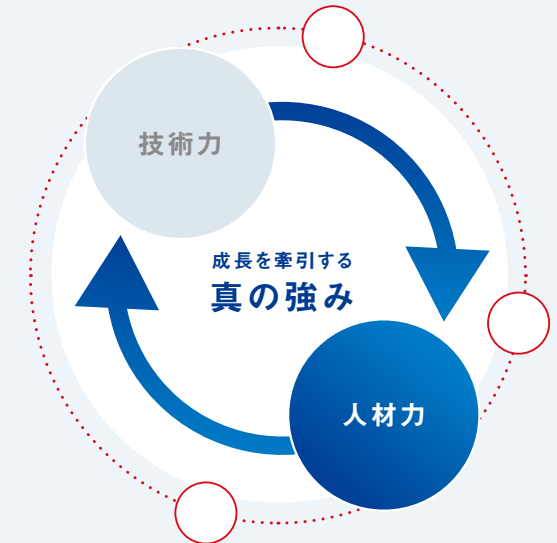 技術力
成長を牽引する
真の強み
人材力